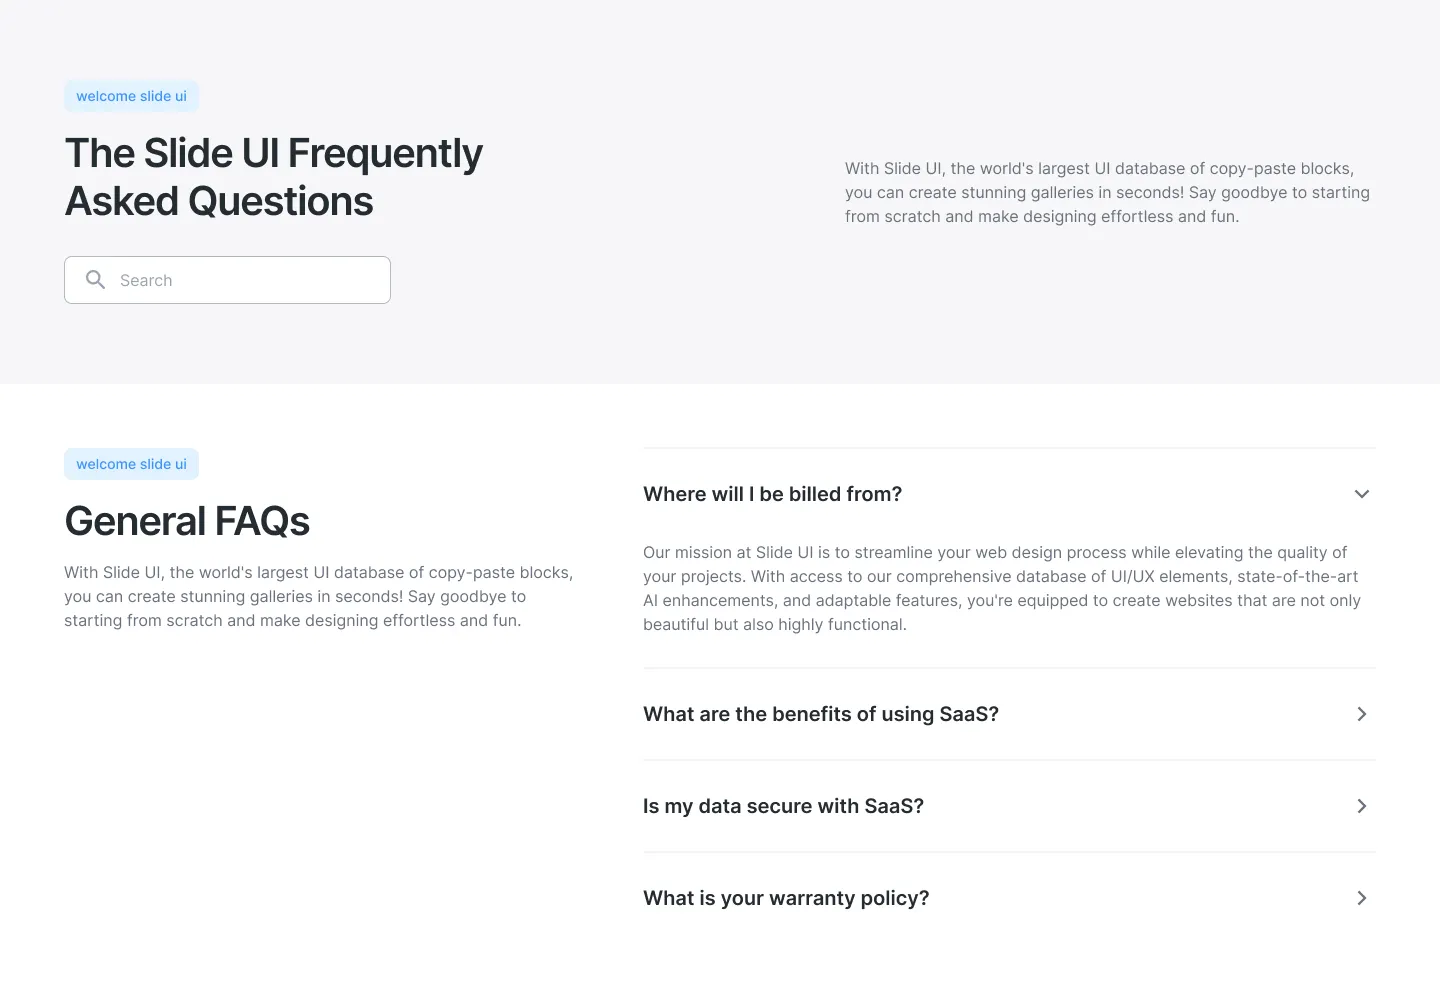 welcome slide ui
The Slide UI Frequently
Asked Questions
Search
With Slide UI, the world's largest UI database of copy-paste blocks,
you can create stunning galleries in seconds! Say goodbye to starting
from scratch and make designing effortless and fun.
welcome slide ui
General FAQs
With Slide UI, the world's largest UI database of copy-paste blocks,
you can create stunning galleries in seconds! Say goodbye to
starting from scratch and make designing effortless and fun.
Where will I be billed from?
Our mission at Slide UI is to streamline your web design process while elevating the quality of
your projects. With access to our comprehensive database of UI/UX elements, state-of-the-art
AI enhancements, and adaptable features, you're equipped to create websites that are not only
beautiful but also highly functional.
What are the benefits of using SaaS?
Is my data secure with SaaS?
What is your warranty policy?